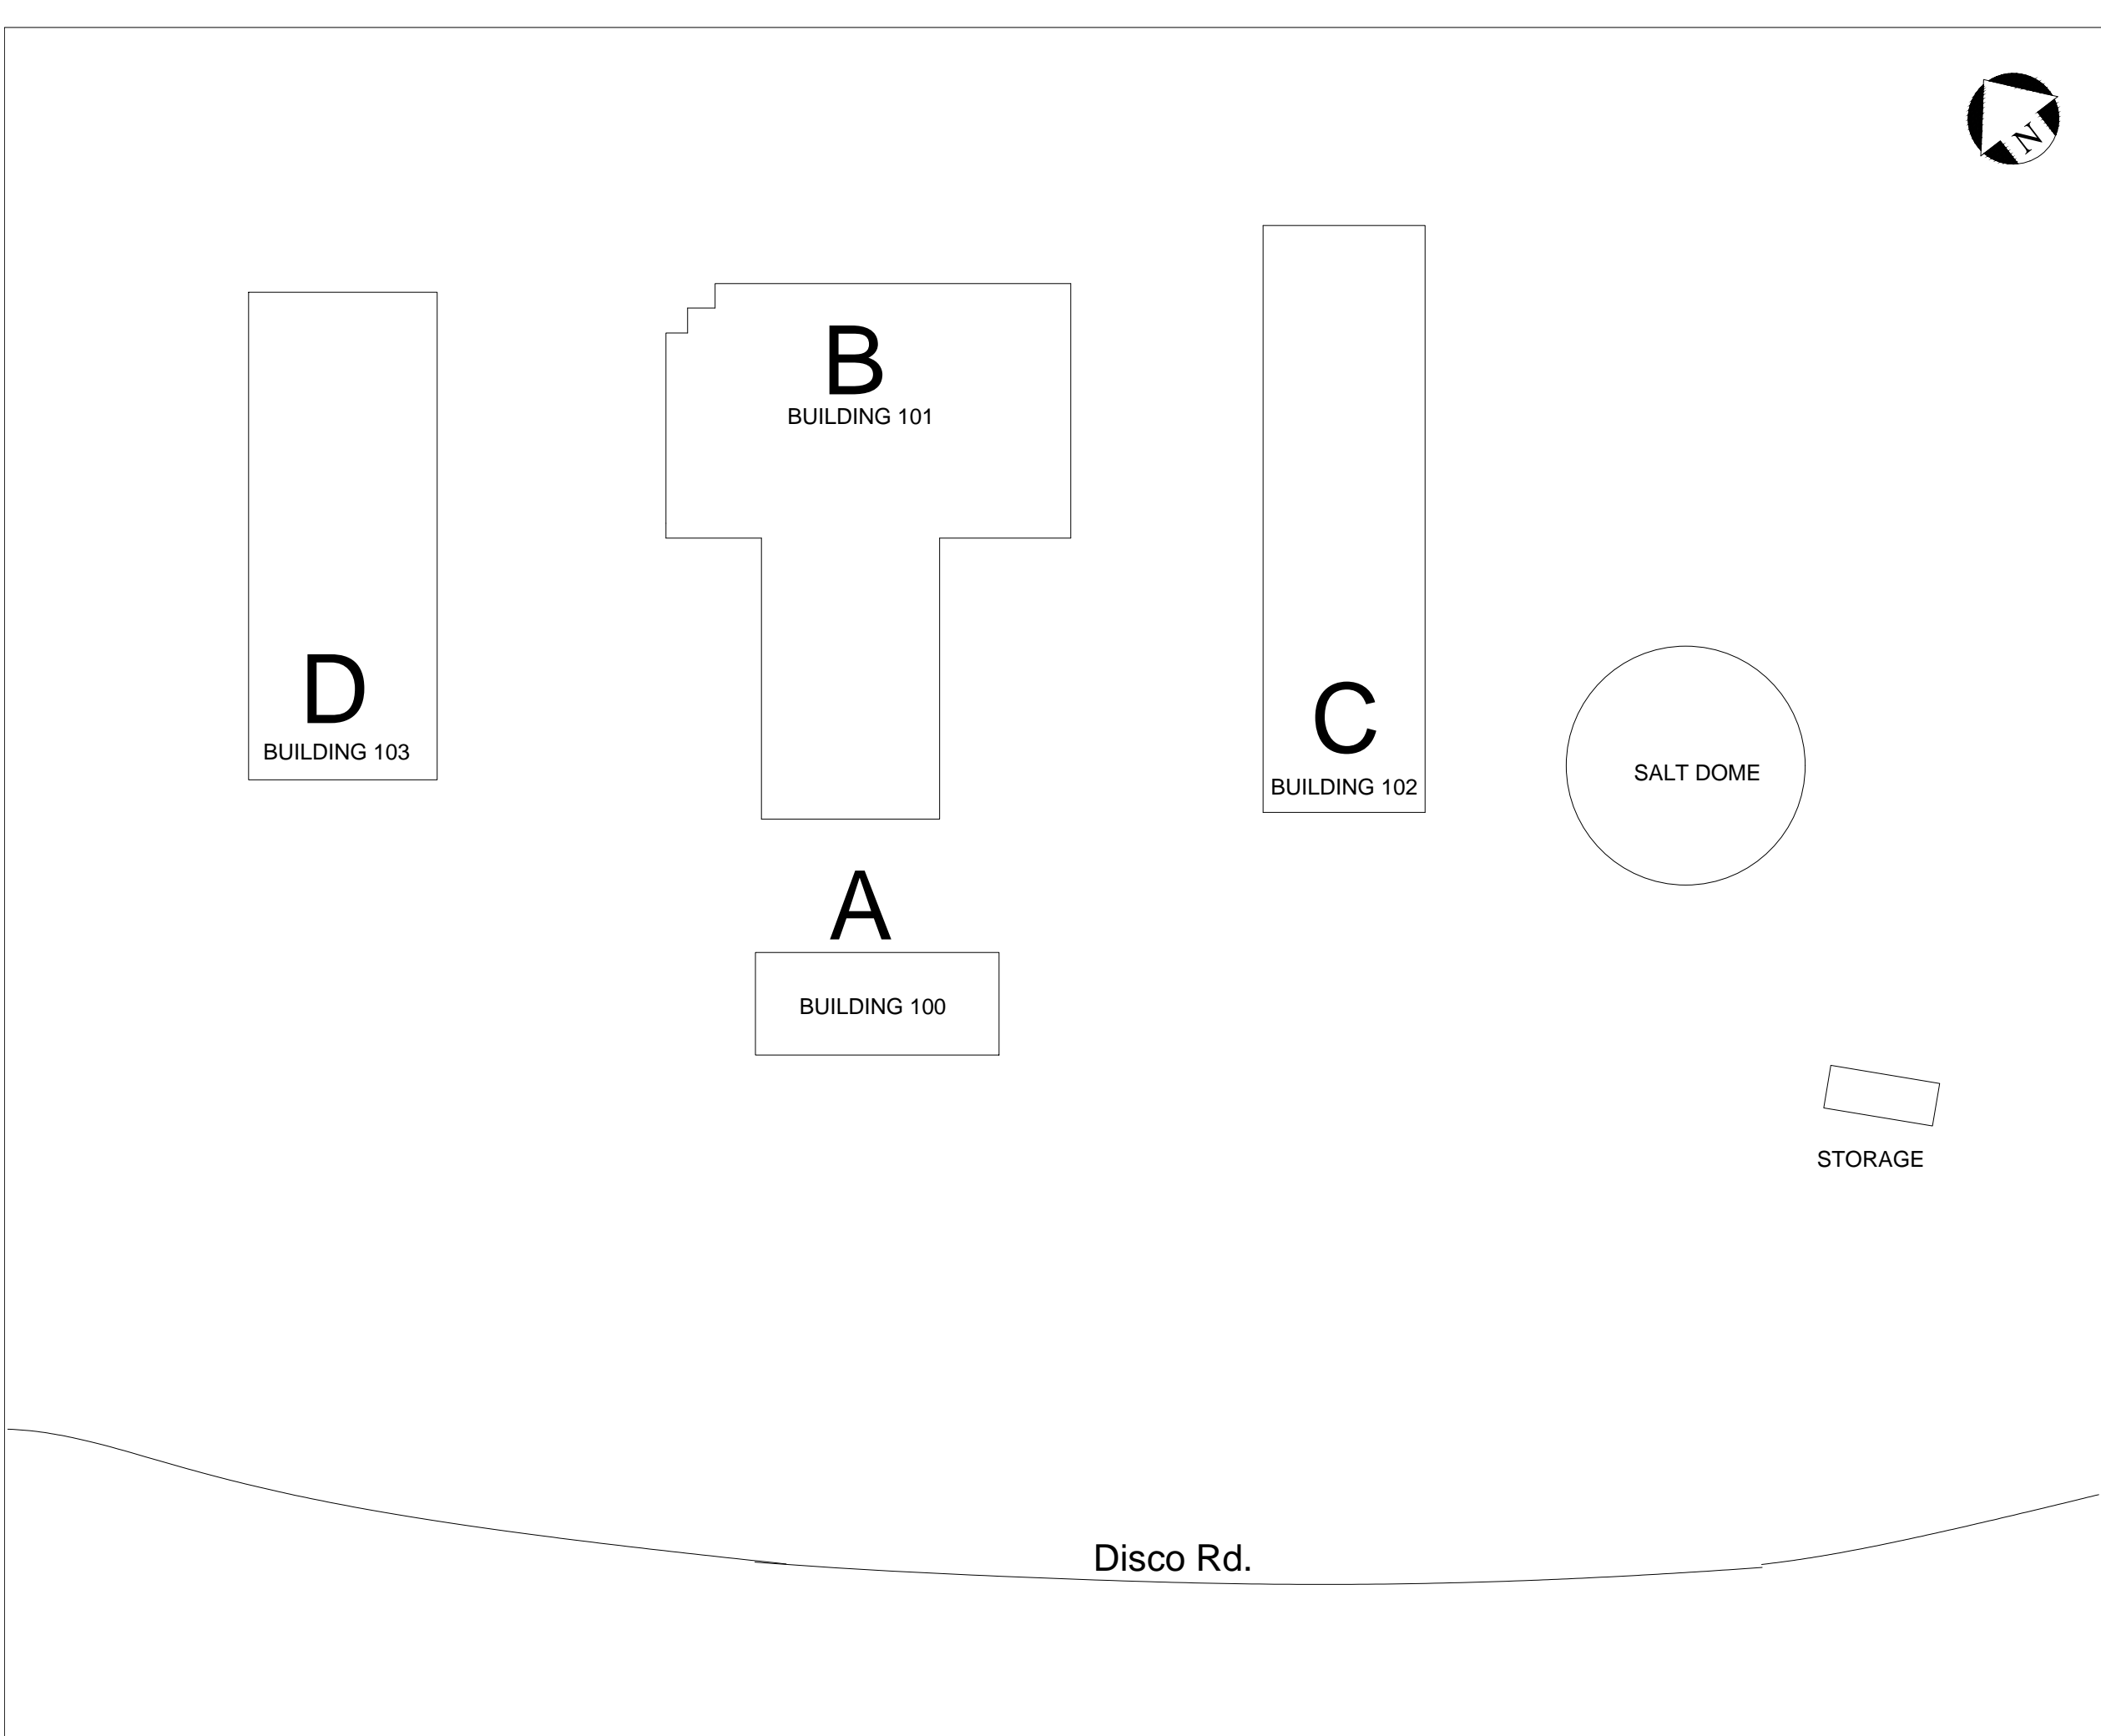 N
B
BUILDING 101
D
BUILDING 103
C
BUILDING 102
SALT DOME
A
BUILDING 100
STORAGE
Disco Rd.